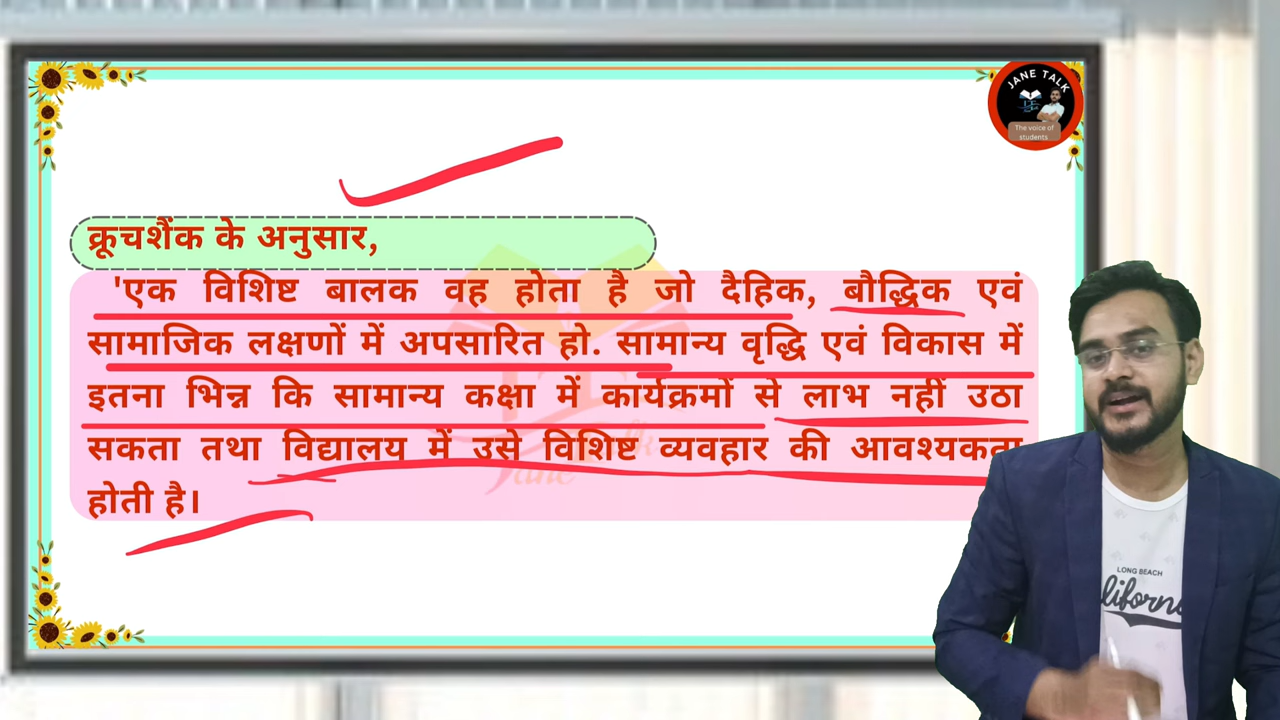 JANE TALK
The voice of
students
क्रूचशैंक के अनुसार,
'एक विशिष्ट बालक वह होता है जो दैहिक, बौद्धिक एवं
सामाजिक लक्षणों में अपसारित हो. सामान्य वृद्धि एवं विकास में
इतना भिन्न कि सामान्य कक्षा में कार्यक्रमों से लाभ नहीं उठा
सकता तथा विद्यालय में उसे विशिष्ट व्यवहार की आवश्यकता
होती है।
LONG BEACH